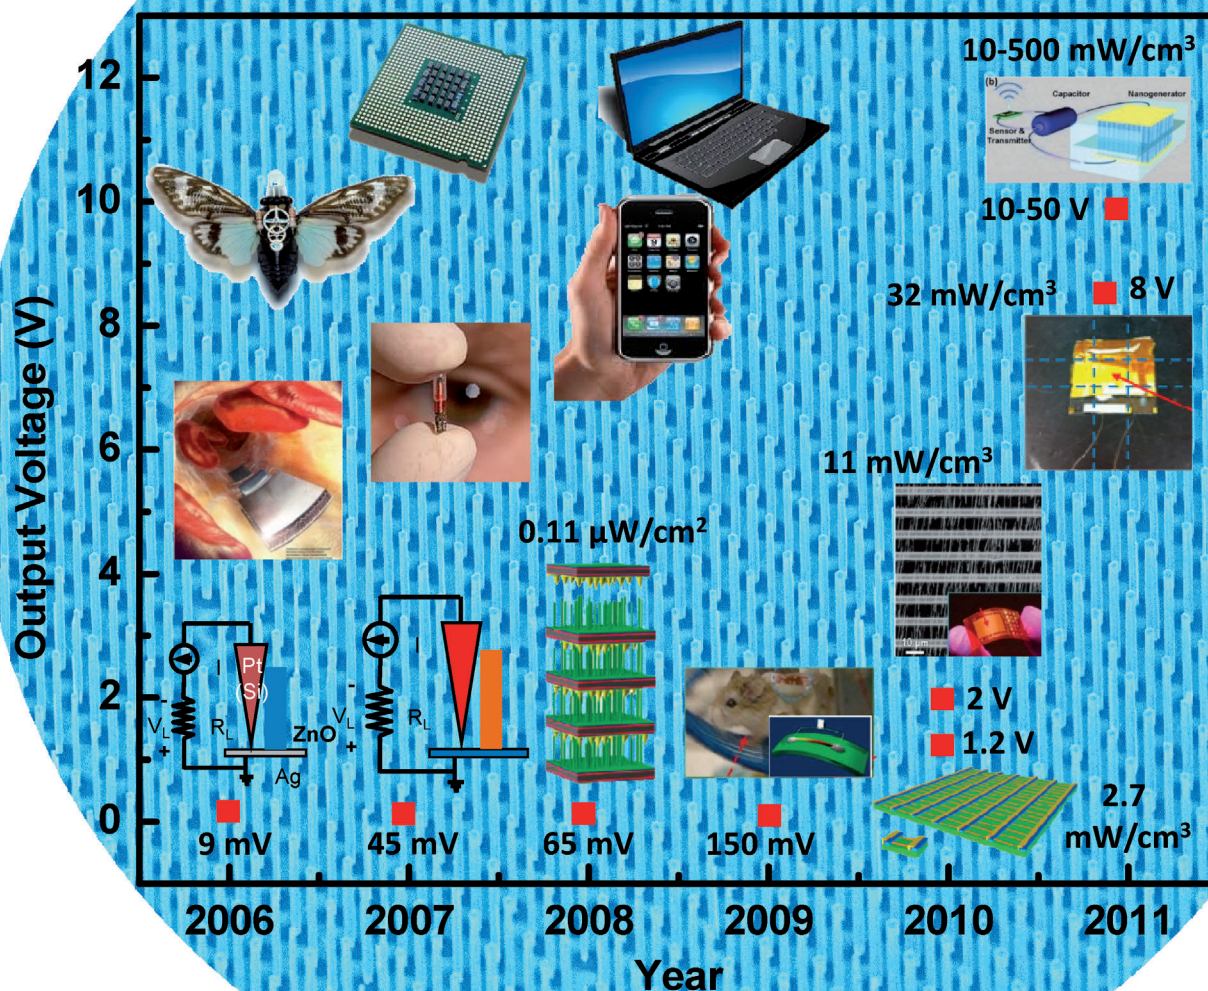 10-500 mW/cm³
12
(b)
Capacitor
Nanogenerator
Sensor &
Transmitter
10
10-50 V
32 mW/cm³
8 V
8
6
11 mW/cm³
0.11 µW/cm²
4
10 µm
I
Pt
(Si)
-
V_L
+
R_L
ZnO
Ag
I
-
V_L
+
R_L
2
2 V
1.2 V
2.7
mW/cm³
0
9 mV
45 mV
65 mV
150 mV
Output Voltage (V)
2006
2007
2008
2009
2010
2011
Year